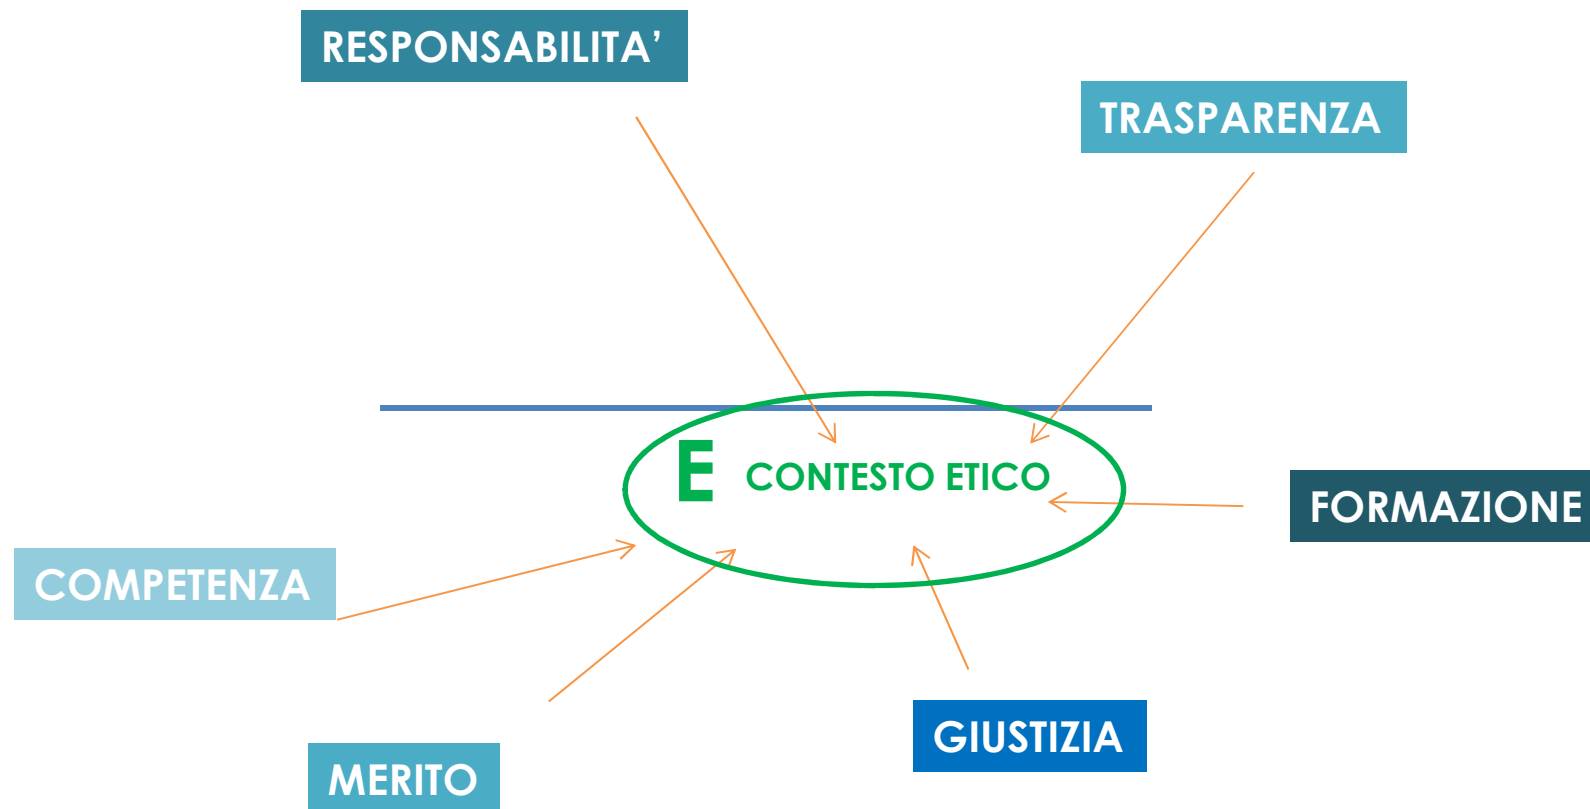 RESPONSABILITA’
TRASPARENZA
E CONTESTO ETICO
FORMAZIONE
COMPETENZA
GIUSTIZIA
MERITO